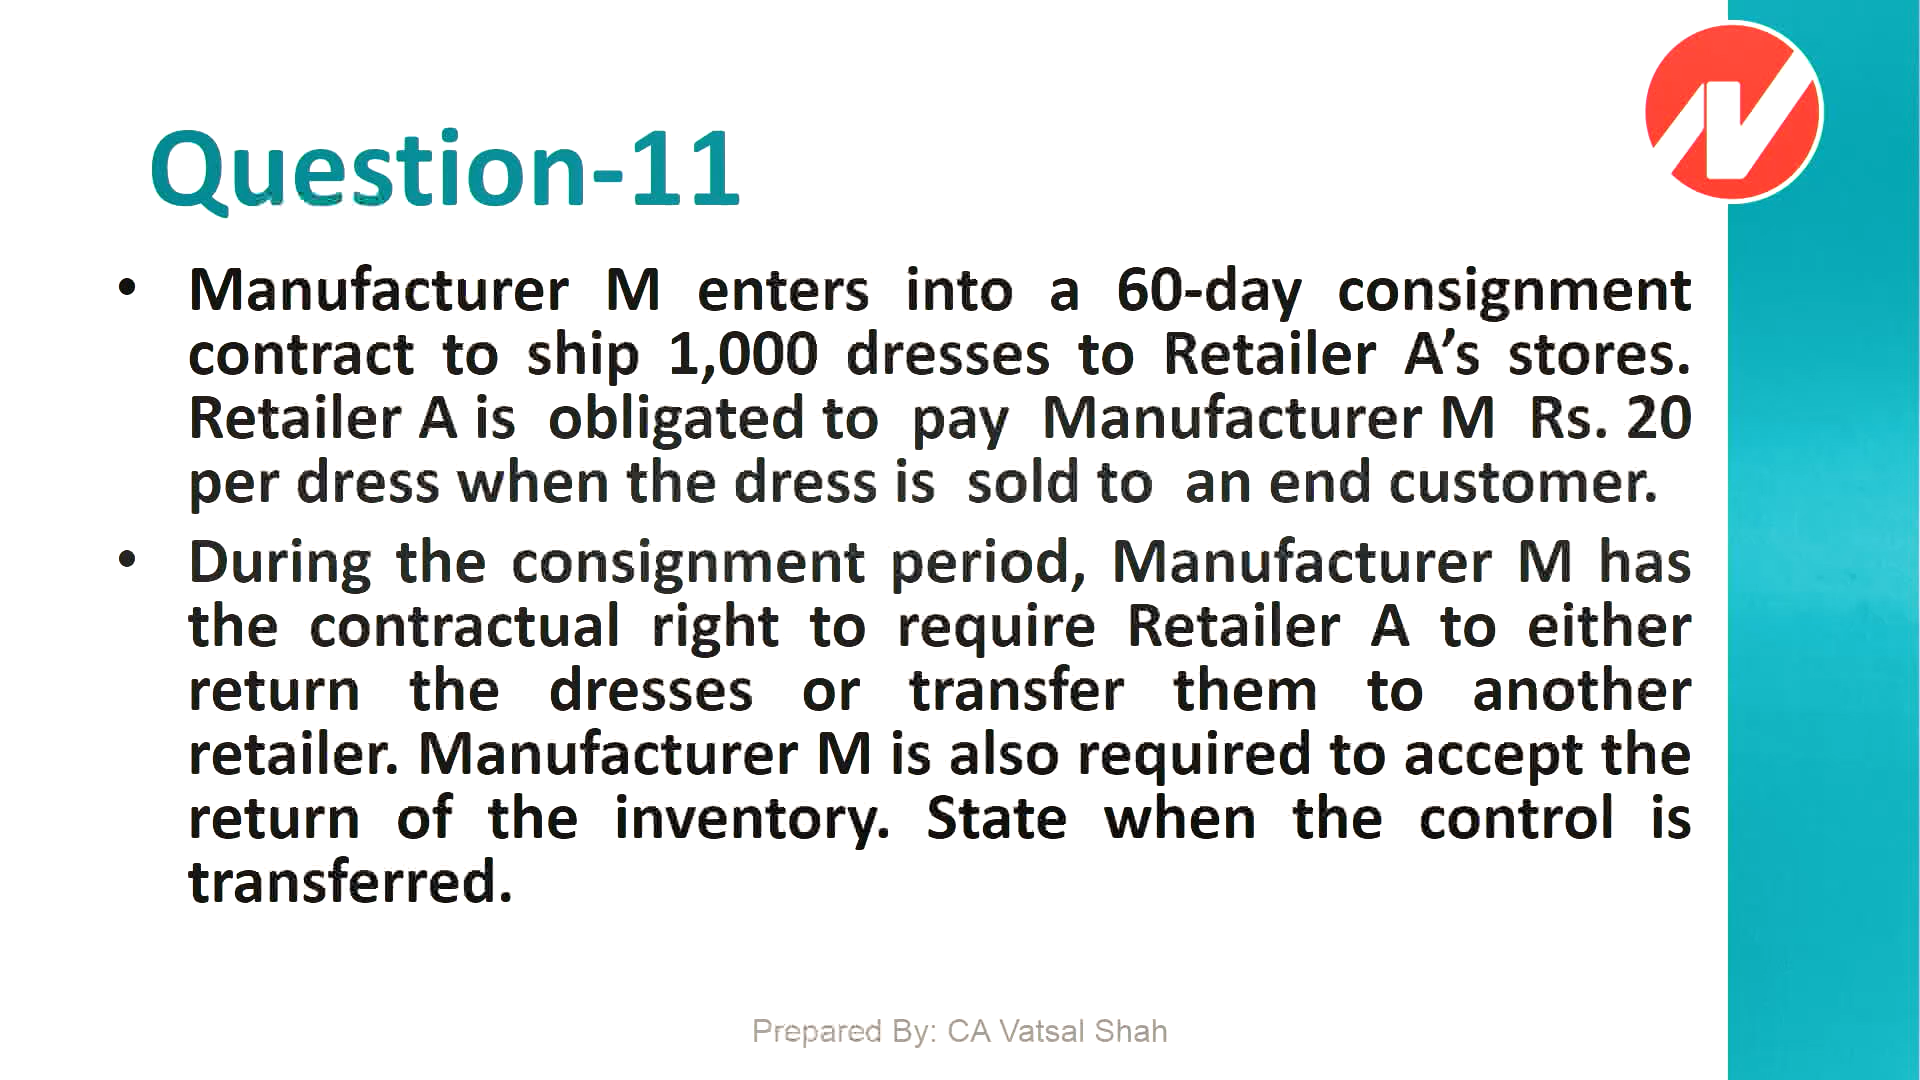 Question-11
• Manufacturer M enters into a 60-day consignment
contract to ship 1,000 dresses to Retailer A’s stores.
Retailer A is obligated to pay Manufacturer M Rs. 20
per dress when the dress is sold to an end customer.
• During the consignment period, Manufacturer M has
the contractual right to require Retailer A to either
return the dresses or transfer them to another
retailer. Manufacturer M is also required to accept the
return of the inventory. State when the control is
transferred.
Prepared By: CA Vatsal Shah